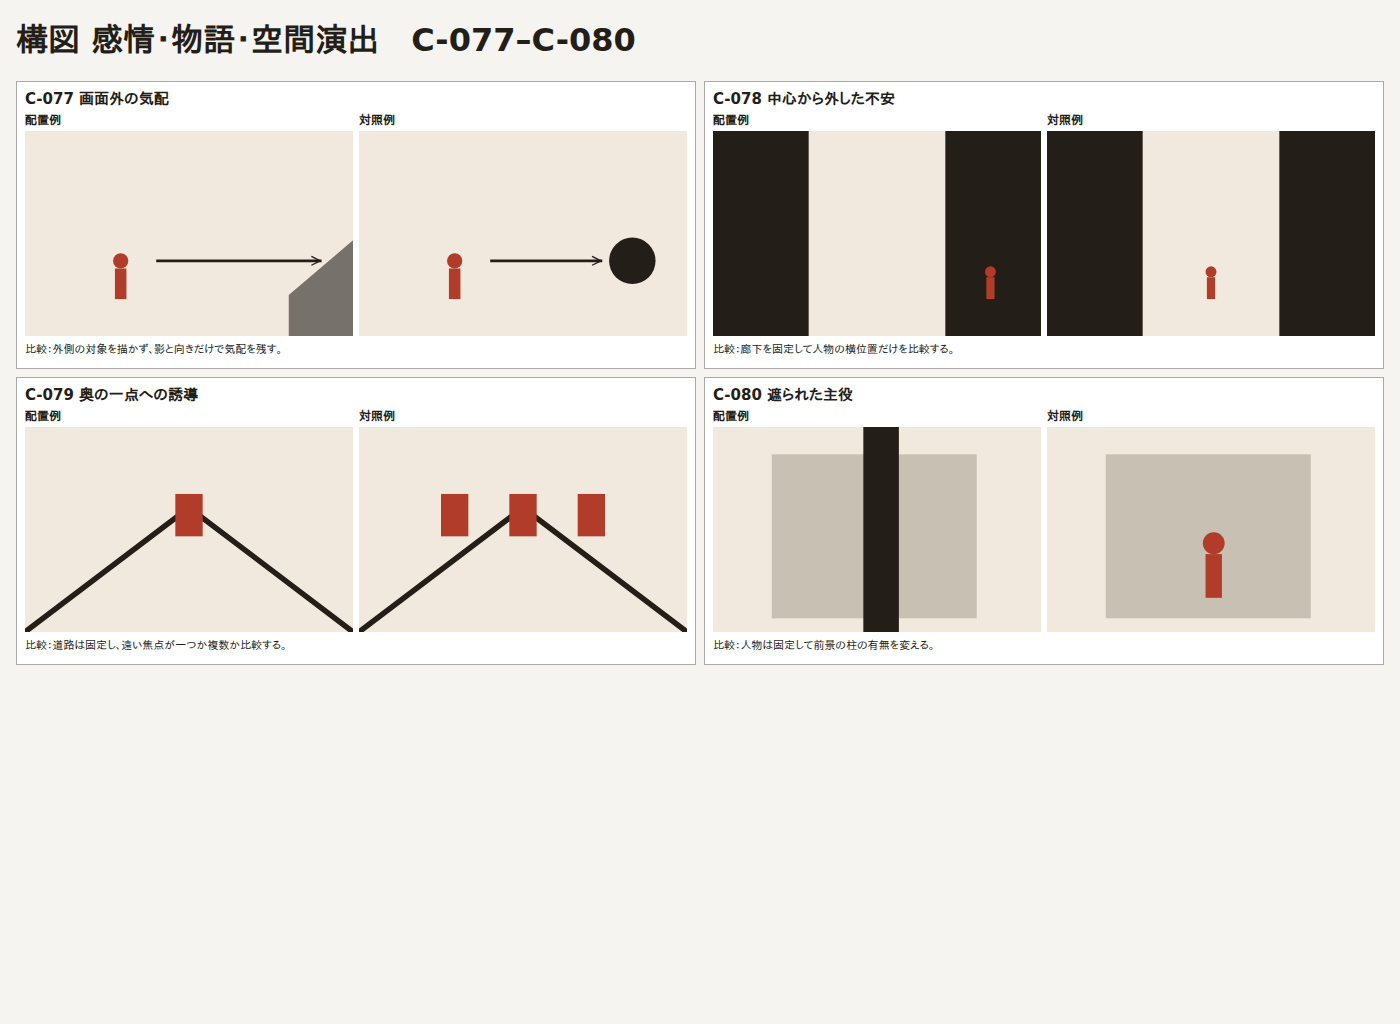 構図 感情・物語・空間演出　C-077–C-080
C-077 画面外の気配
配置例
対照例
比較：外側の対象を描かず、影と向きだけで気配を残す。
C-078 中心から外した不安
配置例
対照例
比較：廊下を固定して人物の横位置だけを比較する。
C-079 奥の一点への誘導
配置例
対照例
比較：道路は固定し、遠い焦点が一つか複数か比較する。
C-080 遮られた主役
配置例
対照例
比較：人物は固定して前景の柱の有無を変える。